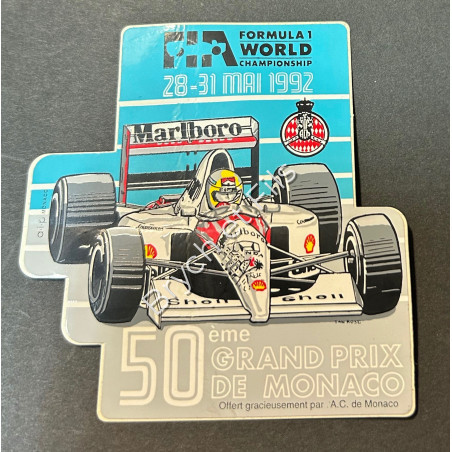 FIA
FORMULA 1
WORLD
CHAMPIONSHIP
28-31 MAI 1992
Marlboro
Marlboro
Shell
Shell
50ème
GRAND PRIX
DE MONACO
Offert gracieusement par A.C. de Monaco